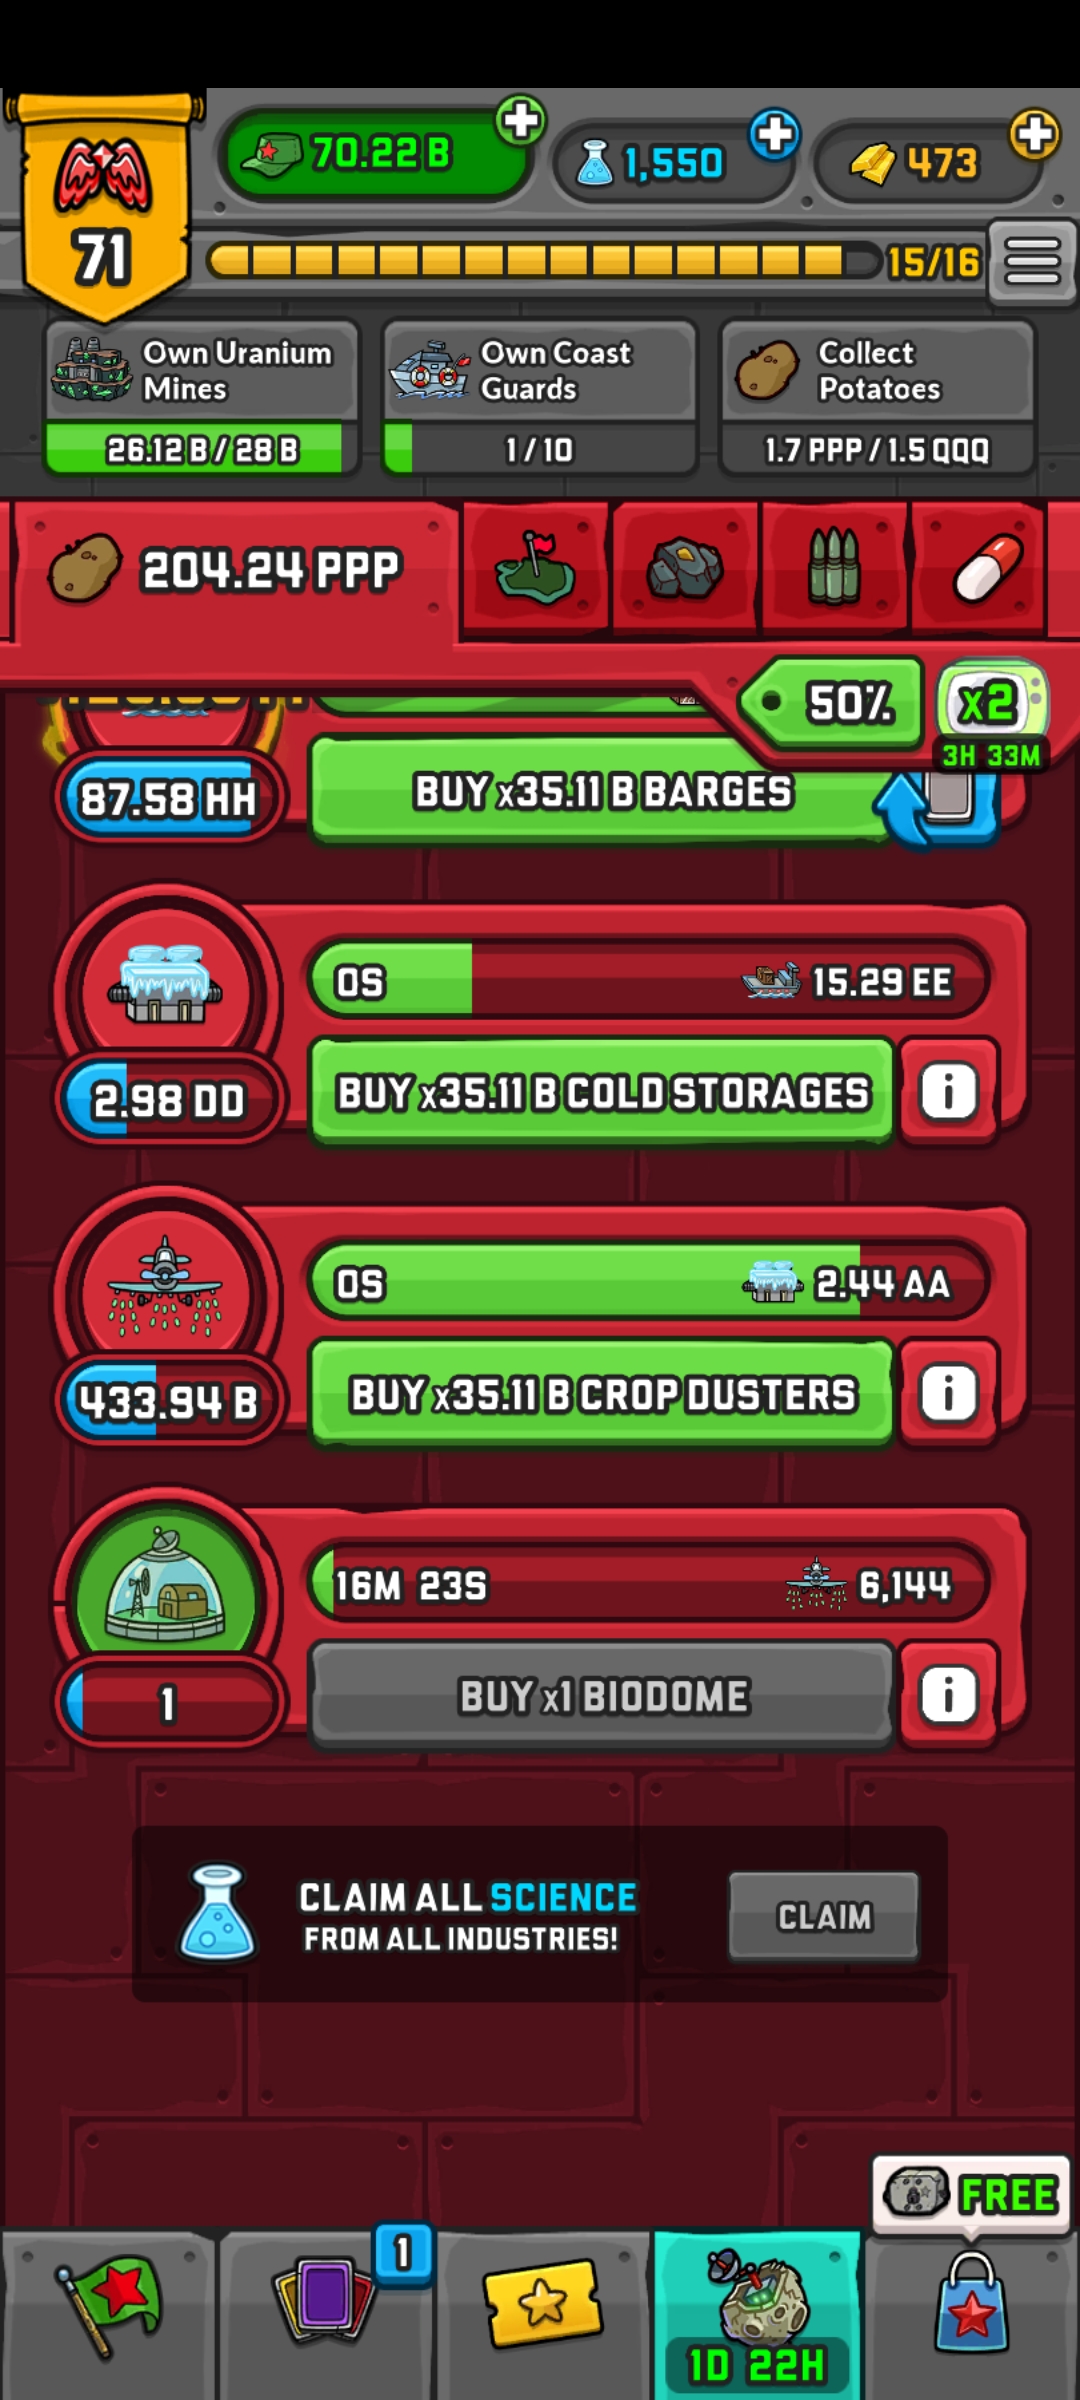 70.22 B
1,550
473
71
15/16
Own Uranium
Mines
26.12 B / 28 B
Own Coast
Guards
1 / 10
Collect
Potatoes
1.7 PPP / 1.5 QQQ
204.24 PPP
50%
x2
3H 33M
87.58 HH
BUY x35.11 B BARGES
0S
15.29 EE
2.98 DD
BUY x35.11 B COLD STORAGES
i
0S
2.44 AA
433.94 B
BUY x35.11 B CROP DUSTERS
i
16M 23S
6,144
1
BUY x1 BIODOME
i
CLAIM ALL SCIENCE
FROM ALL INDUSTRIES!
CLAIM
FREE
1
1D 22H